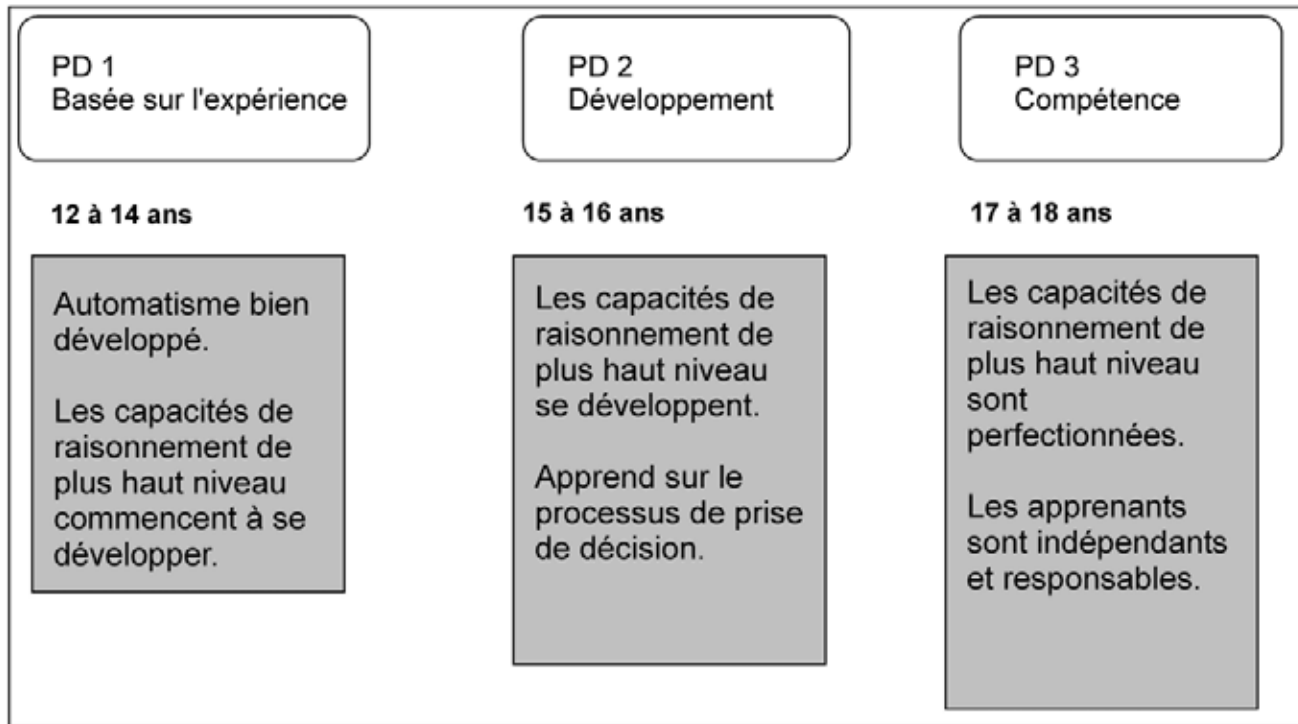 PD 1
Basée sur l'expérience
12 à 14 ans
Automatisme bien
développé.
Les capacités de
raisonnement de
plus haut niveau
commencent à se
développer.
PD 2
Développement
15 à 16 ans
Les capacités de
raisonnement de
plus haut niveau
se développent.
Apprend sur le
processus de prise
de décision.
PD 3
Compétence
17 à 18 ans
Les capacités de
raisonnement de
plus haut niveau
sont
perfectionnées.
Les apprenants
sont indépendants
et responsables.